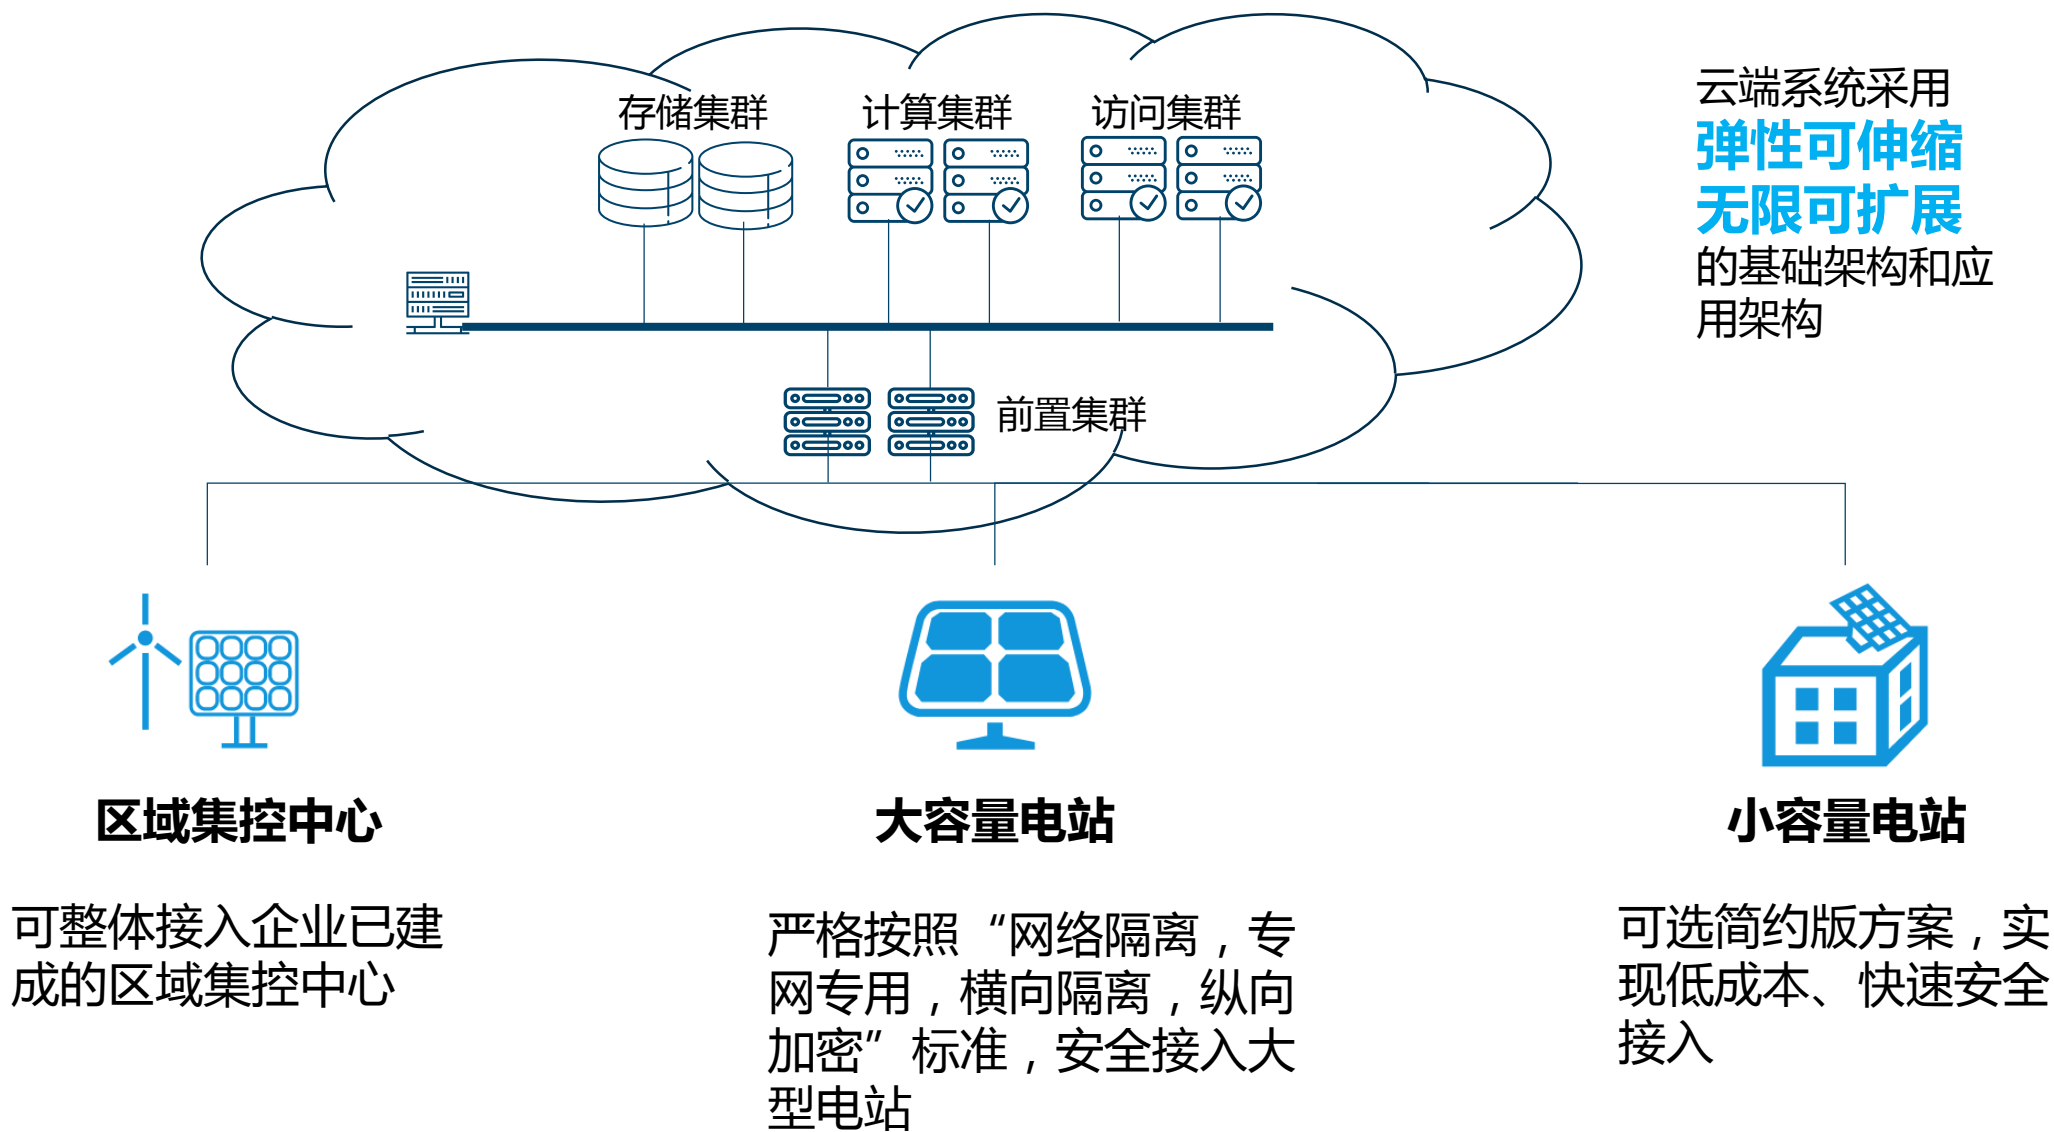 存储集群
计算集群
访问集群
云端系统采用
弹性可伸缩
无限可扩展
的基础架构和应
用架构
前置集群
区域集控中心
可整体接入企业已建
成的区域集控中心
大容量电站
严格按照“网络隔离，专
网专用，横向隔离，纵向
加密”标准，安全接入大
型电站
小容量电站
可选简约版方案，实
现低成本、快速安全
接入